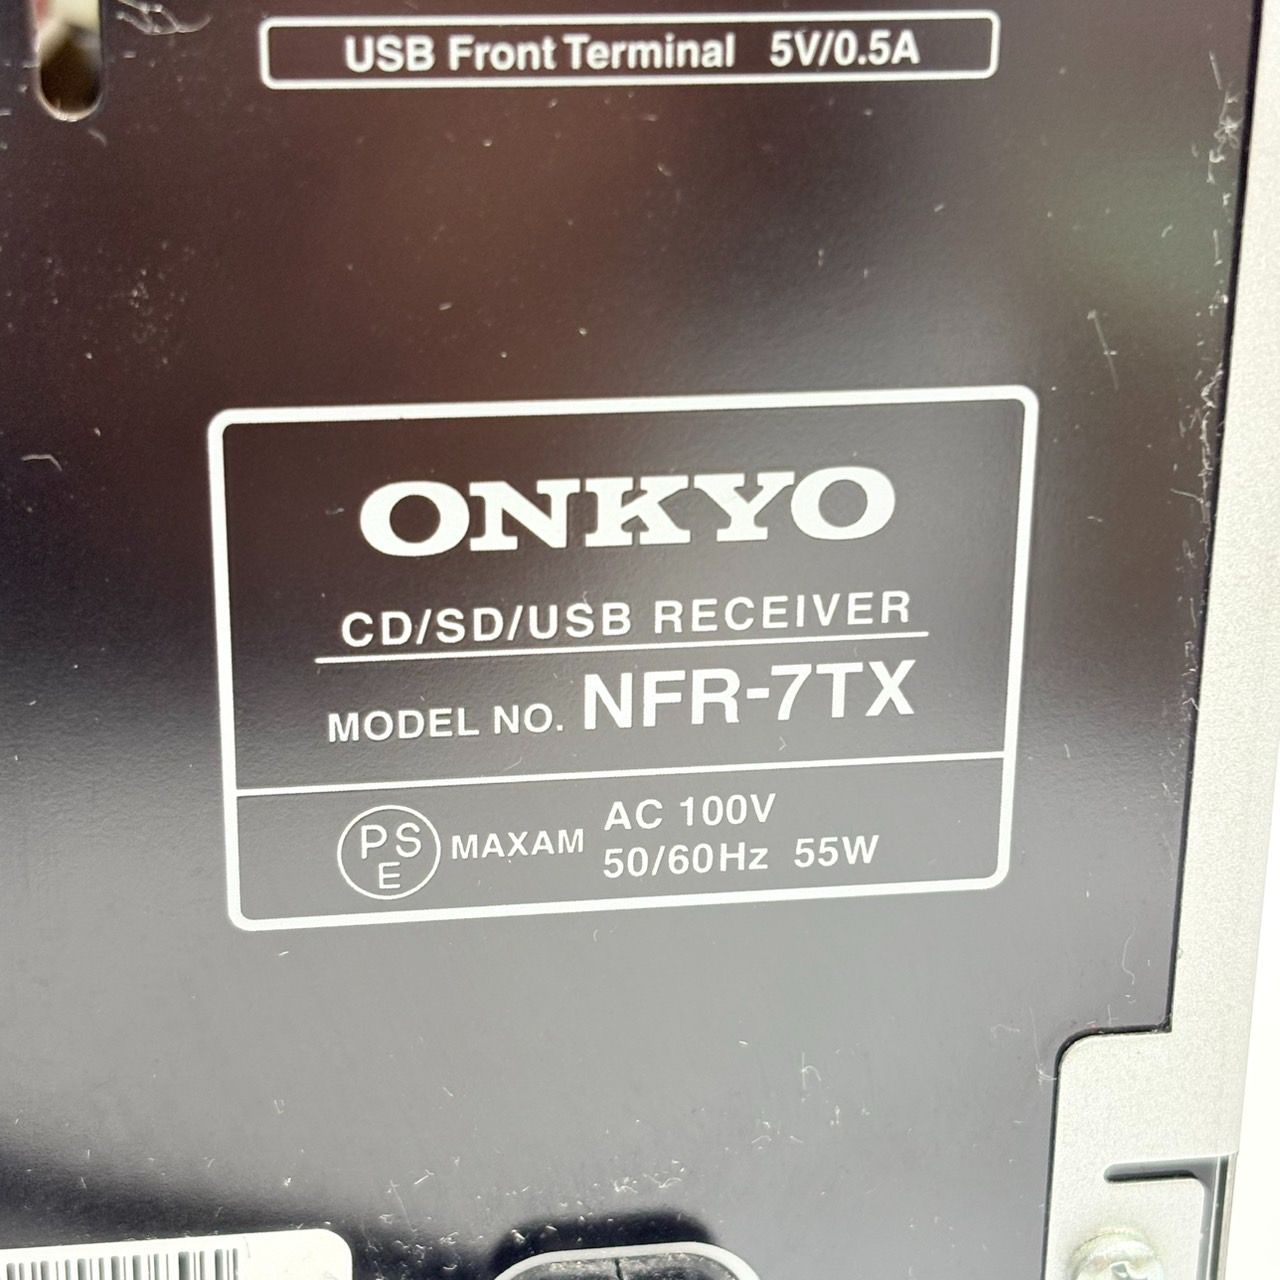 USB Front Terminal 5V/0.5A
ONKYO
CD/SD/USB RECEIVER
MODEL NO. NFR-7TX
PSE MAXAM AC 100V
50/60Hz 55W